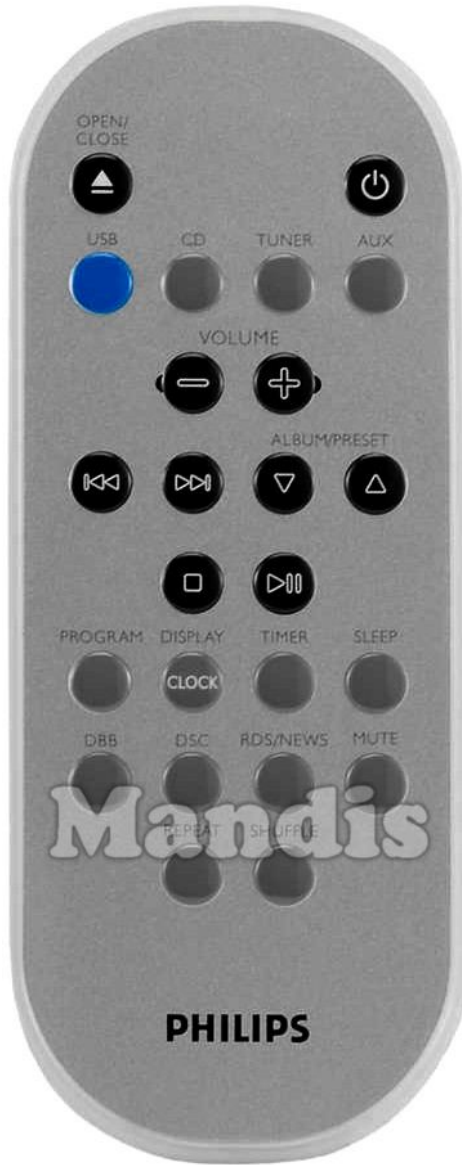 OPEN/
CLOSE
USB CD TUNER AUX
VOLUME
ALBUM/PRESET
PROGRAM DISPLAY TIMER SLEEP
CLOCK
DBB DSC RDS/NEWS MUTE
Mandis
REPEAT SHUFFLE
PHILIPS